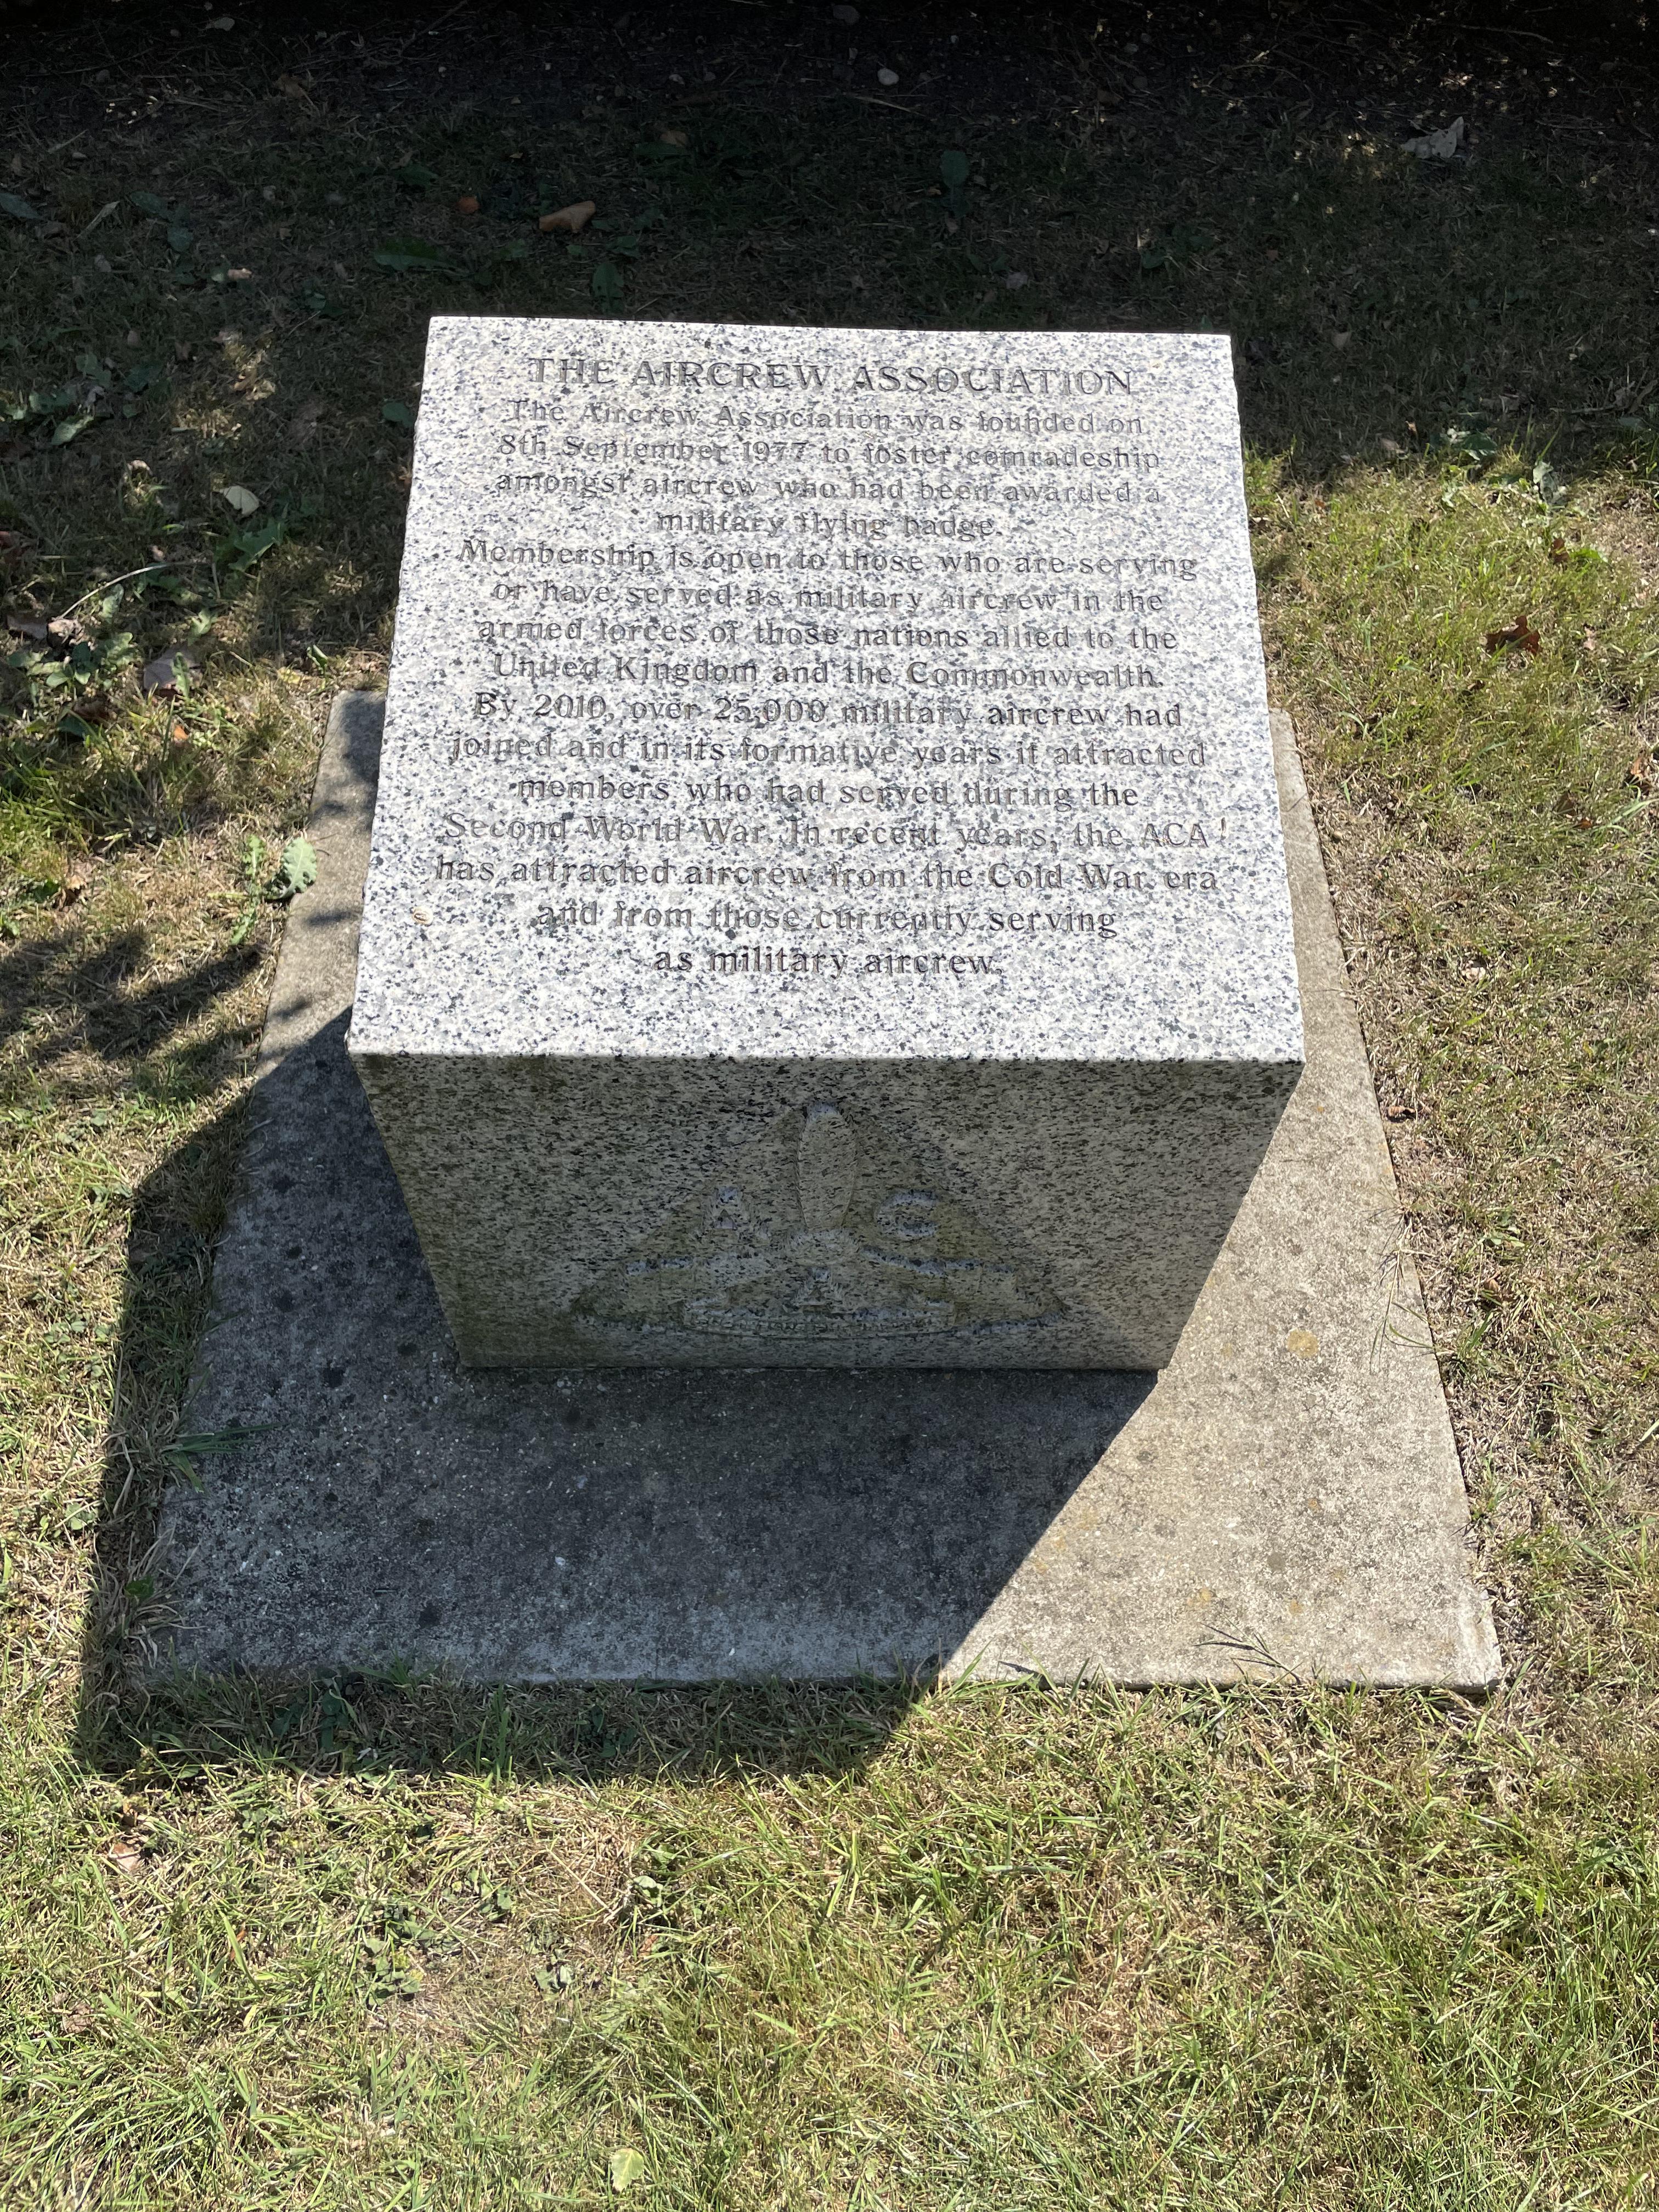 THE AIRCREW ASSOCIATION
The Aircrew Association was founded on
8th September 1977 to foster comradeship
amongst aircrew who had been awarded a
military flying badge.
Membership is open to those who are serving
or have served as military aircrew in the
armed forces of those nations allied to the
United Kingdom and the Commonwealth.
By 2010, over 25,000 military aircrew had
joined and in its formative years it attracted
members who had served during the
Second World War. In recent years, the ACA
has attracted aircrew from the Cold War era
and from those currently serving
as military aircrew.
A C
A